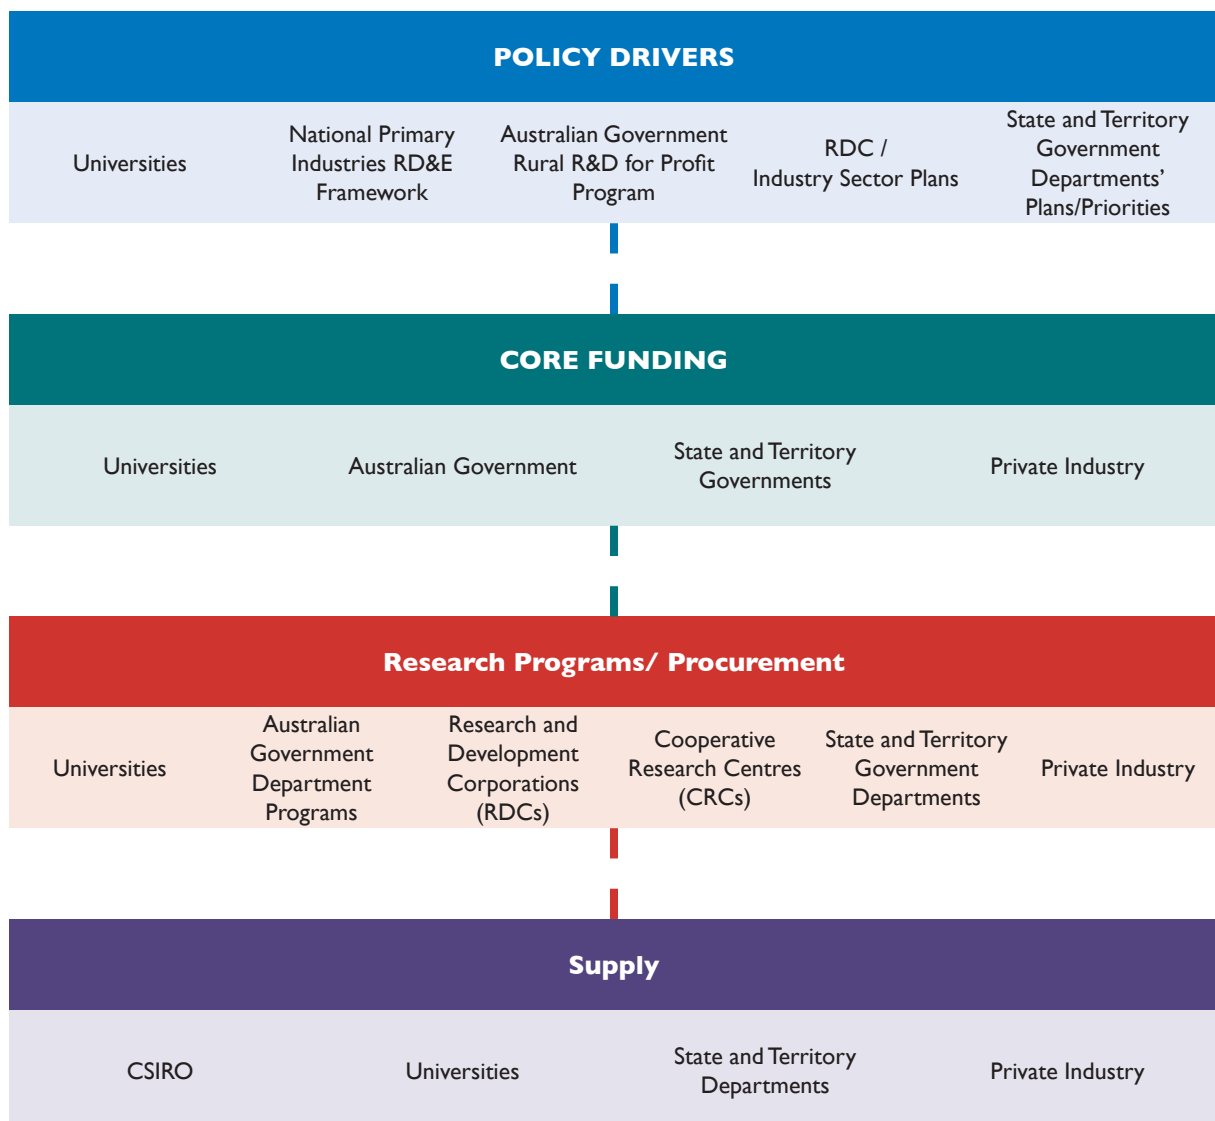 POLICY DRIVERS
Universities
National Primary
Industries RD&E
Framework
Australian Government
Rural R&D for Profit
Program
RDC /
Industry Sector Plans
State and Territory
Government
Departments’
Plans/Priorities
CORE FUNDING
Universities
Australian Government
State and Territory
Governments
Private Industry
Research Programs/ Procurement
Universities
Australian
Government
Department
Programs
Research and
Development
Corporations
(RDCs)
Cooperative
Research Centres
(CRCs)
State and Territory
Government
Departments
Private Industry
Supply
CSIRO
Universities
State and Territory
Departments
Private Industry